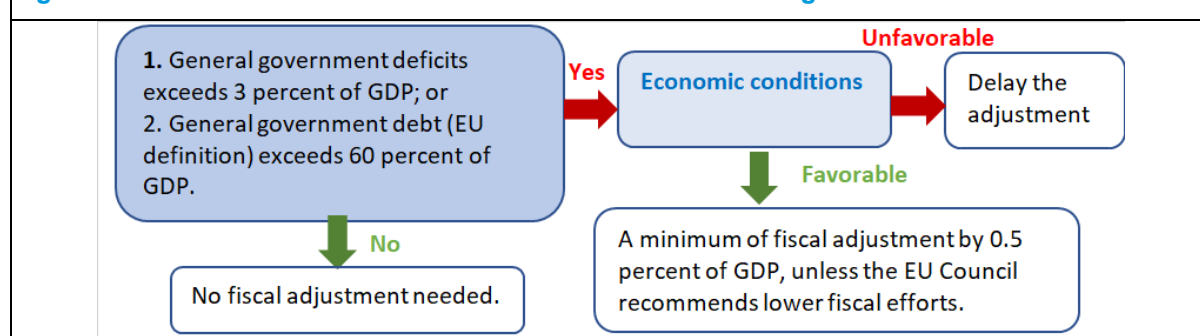 1. General government deficits
exceeds 3 percent of GDP; or
2. General government debt (EU
definition) exceeds 60 percent of
GDP.
Yes
Economic conditions
Unfavorable
Delay the
adjustment
No
Favorable
No fiscal adjustment needed.
A minimum of fiscal adjustment by 0.5
percent of GDP, unless the EU Council
recommends lower fiscal efforts.